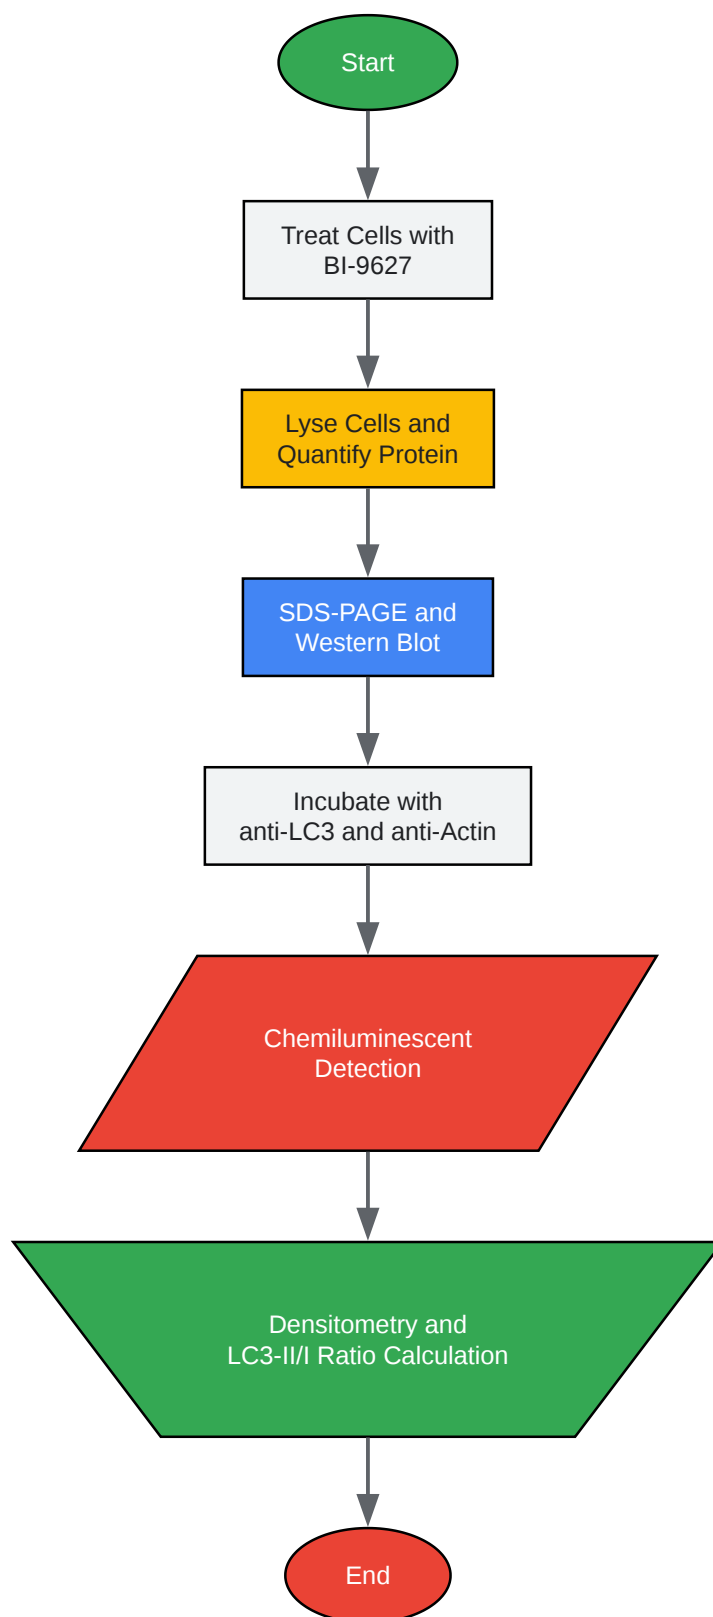 Start
Treat Cells with
BI-9627
Lyse Cells and
Quantify Protein
SDS-PAGE and
Western Blot
Incubate with
anti-LC3 and anti-Actin
Chemiluminescent
Detection
Densitometry and
LC3-II/I Ratio Calculation
End